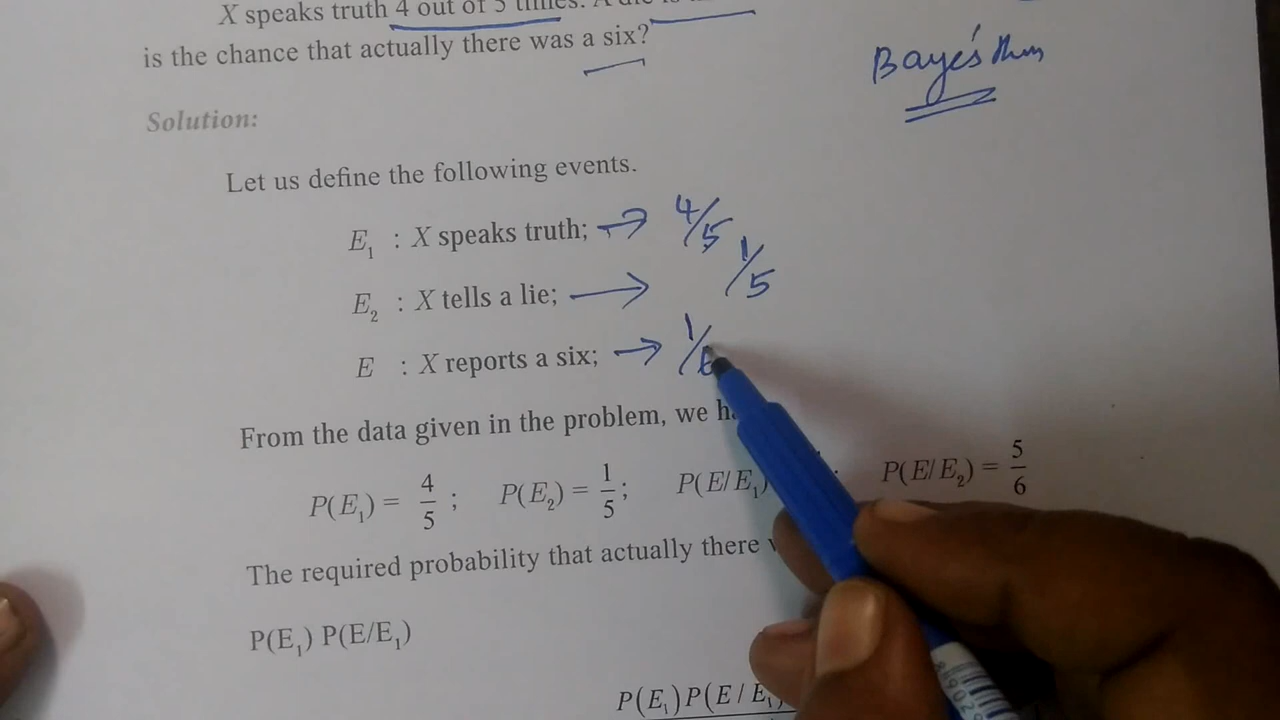 X speaks truth 4 out of 5 times. A die is
is the chance that actually there was a six?
Baye's thm
Solution:
Let us define the following events.
E₁ : X speaks truth; → 4/5
E₂ : X tells a lie; → 1/5
E : X reports a six; → 1/6
From the data given in the problem, we
P(E₁) = 4/5 ; P(E₂) = 1/5 ; P(E/E₁) P(E/E₂) = 5/6
The required probability that actually there
P(E₁) P(E/E₁)
P(E₁)P(E / E₁)